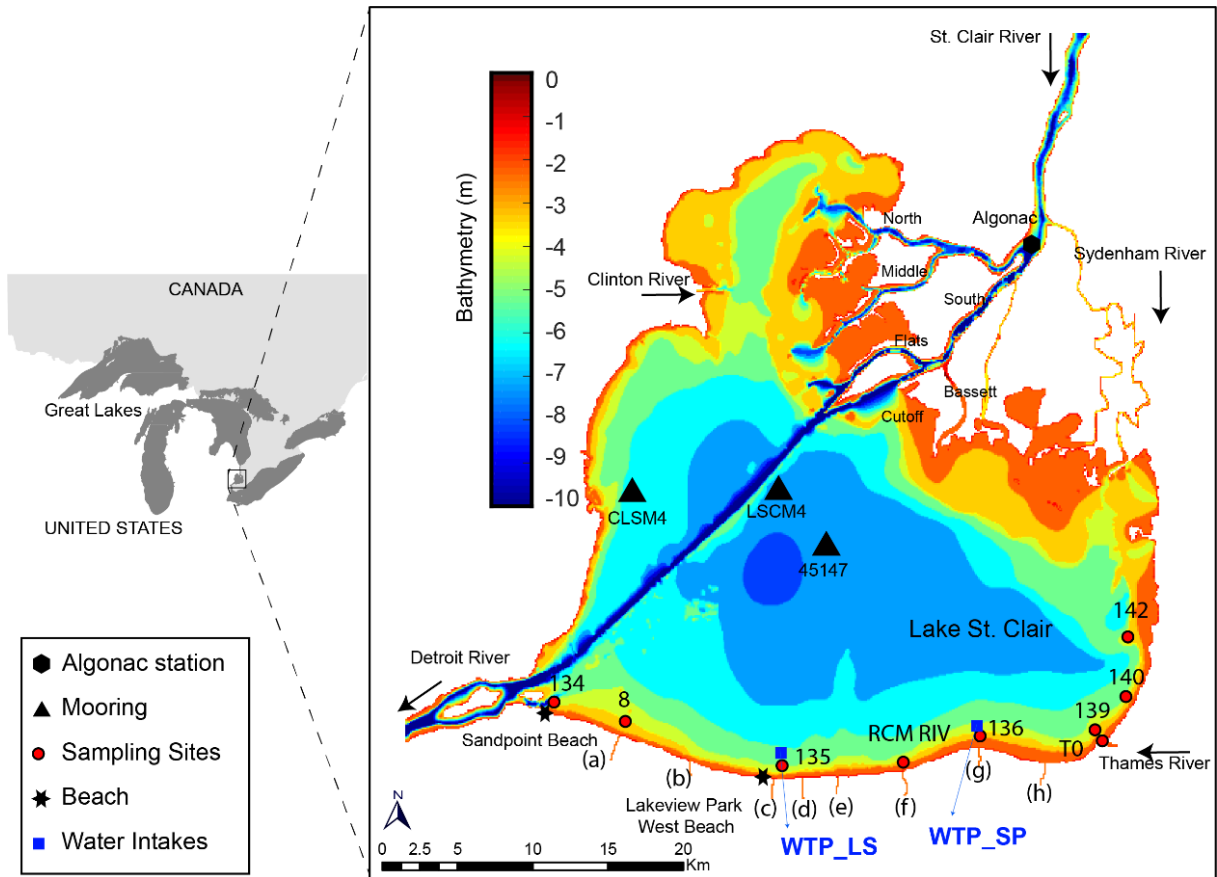 CANADA
Great Lakes
UNITED STATES
Algonac station
Mooring
Sampling Sites
Beach
Water Intakes
Bathymetry (m)
0
-1
-2
-3
-4
-5
-6
-7
-8
-9
-10
St. Clair River
Algonac
Sydenham River
North
Clinton River
Middle
South
Flats
Bassett
Cutoff
CLSM4
LSCM4
45147
Lake St. Clair
142
140
139
T0
Thames River
Detroit River
134
8
Sandpoint Beach
135
RCM RIV
136
(a)
(b)
(c)
(d)
(e)
(f)
(g)
(h)
Lakeview Park
West Beach
WTP_LS
WTP_SP
N
0 2.5 5 10 15 20
Km